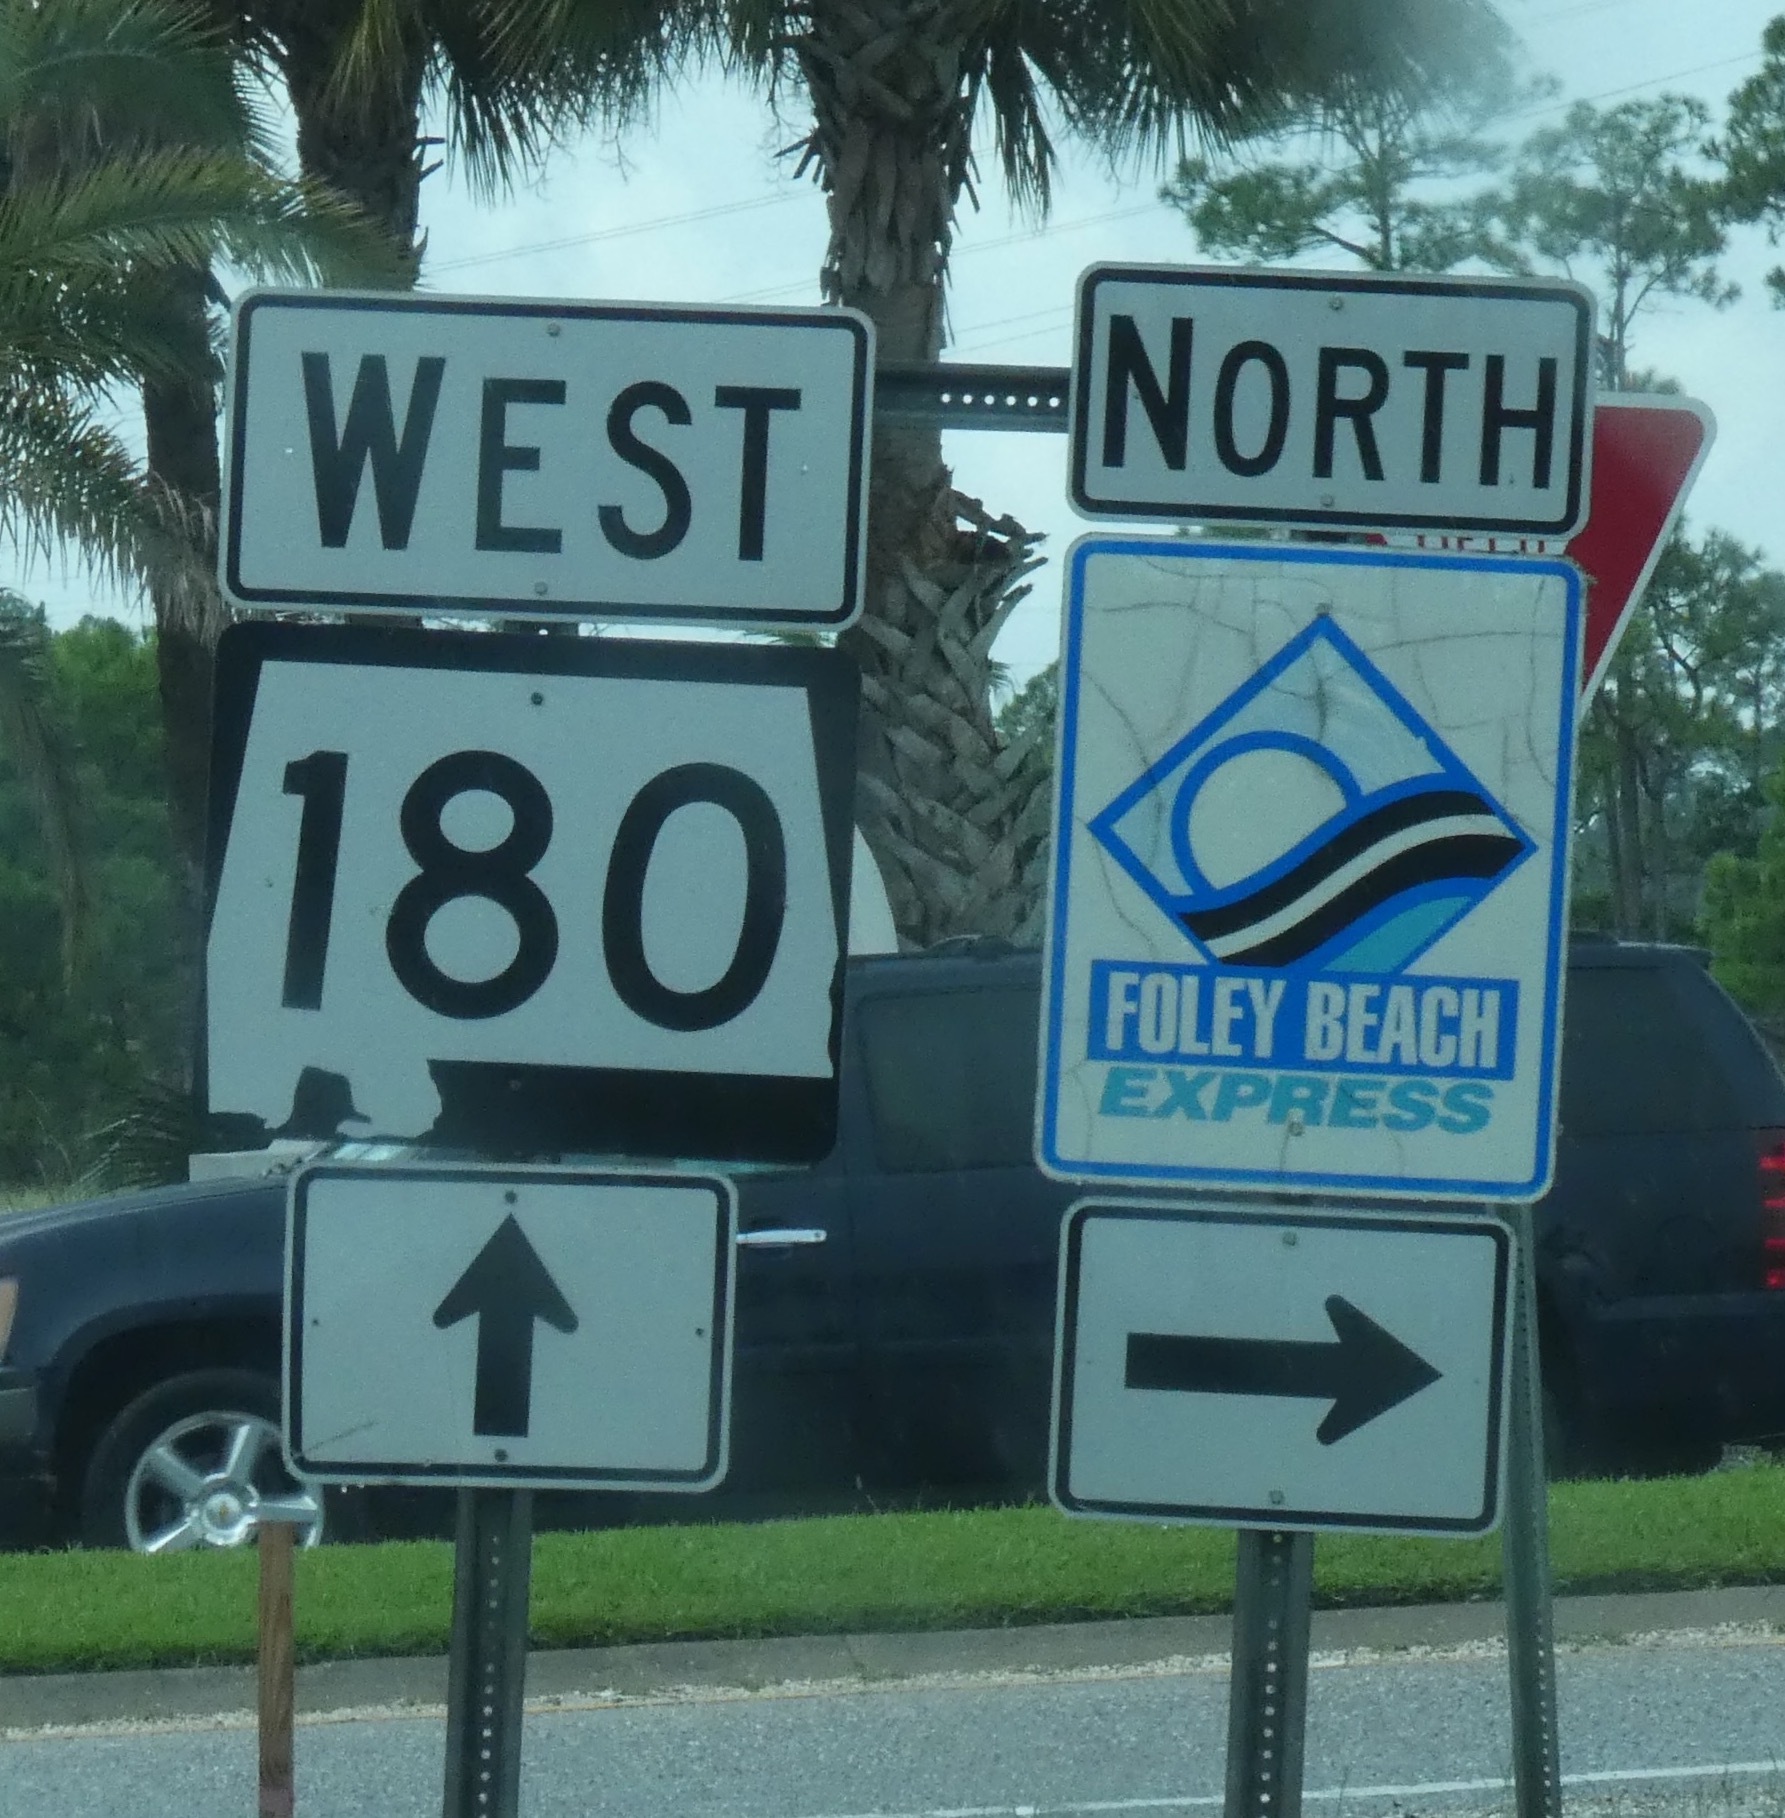 WEST
180
NORTH
FOLEY BEACH
EXPRESS